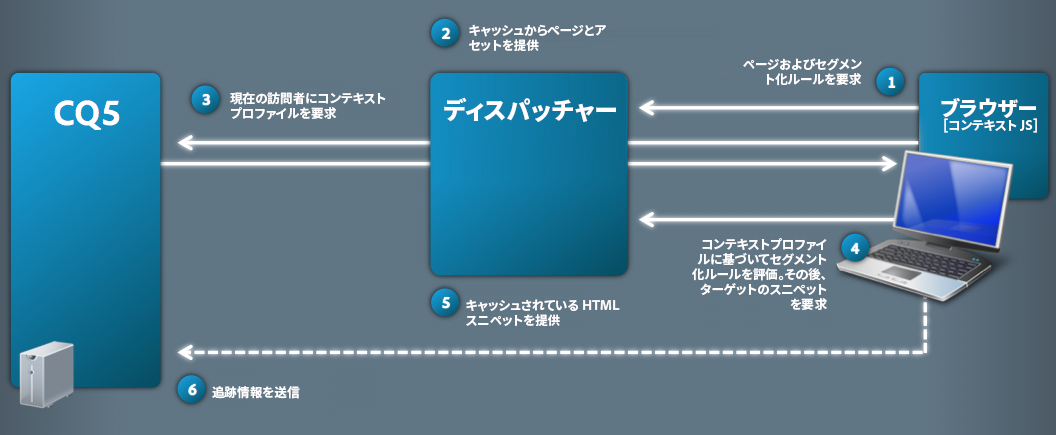 2
キャッシュからページとア
セットを提供
ページおよびセグメン
ト化ルールを要求
1
CQ5
3
現在の訪問者にコンテキスト
プロファイルを要求
ディスパッチャー
ブラウザー
[コンテキスト JS]
コンテキストプロファイ
ルに基づいてセグメント
化ルールを評価。その後、
ターゲットのスニペット
を要求
4
5
キャッシュされている HTML
スニペットを提供
6
追跡情報を送信